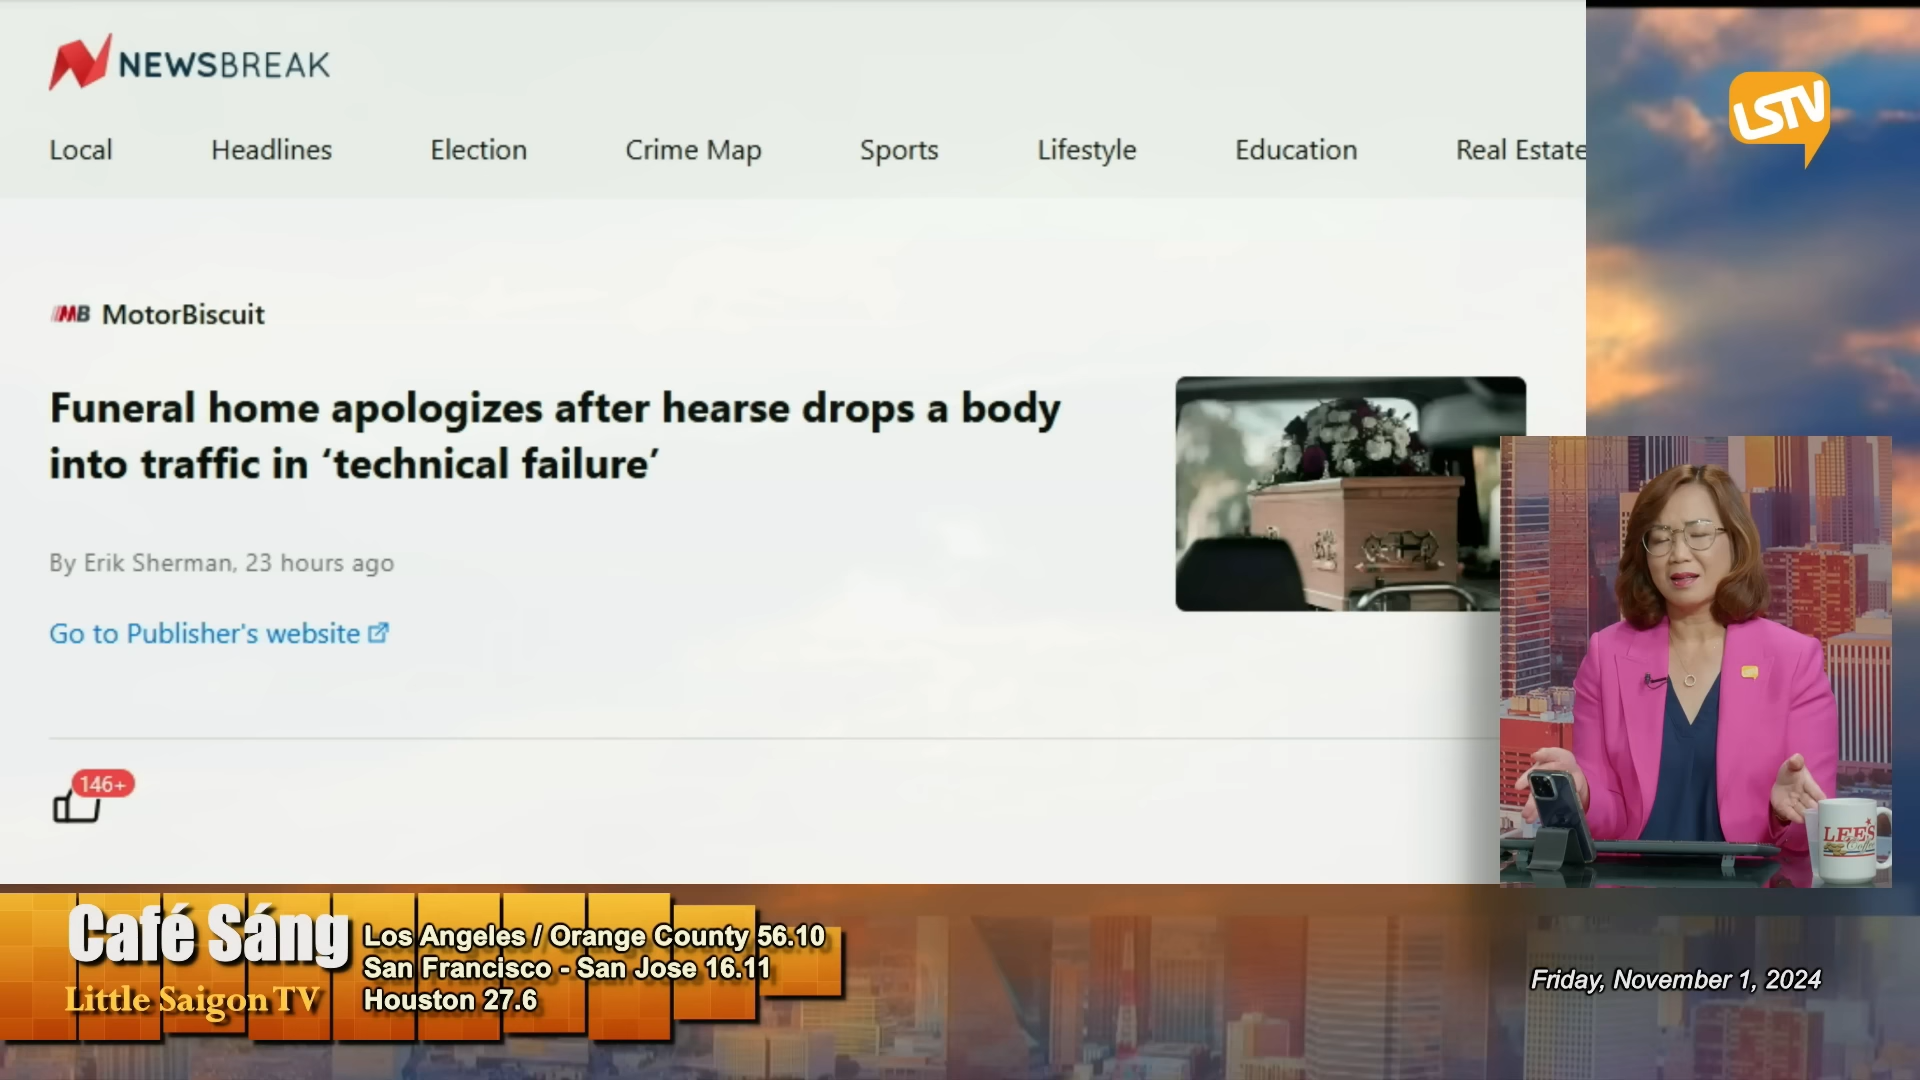 NEWSBREAK
Local Headlines Election Crime Map Sports Lifestyle Education Real Estate
LSTV
MB MotorBiscuit
Funeral home apologizes after hearse drops a body
into traffic in ‘technical failure’
By Erik Sherman, 23 hours ago
Go to Publisher's website
146+
LEE'S
Coffee
Café Sáng
Little Saigon TV
Los Angeles / Orange County 56.10
San Francisco - San Jose 16.11
Houston 27.6
Friday, November 1, 2024